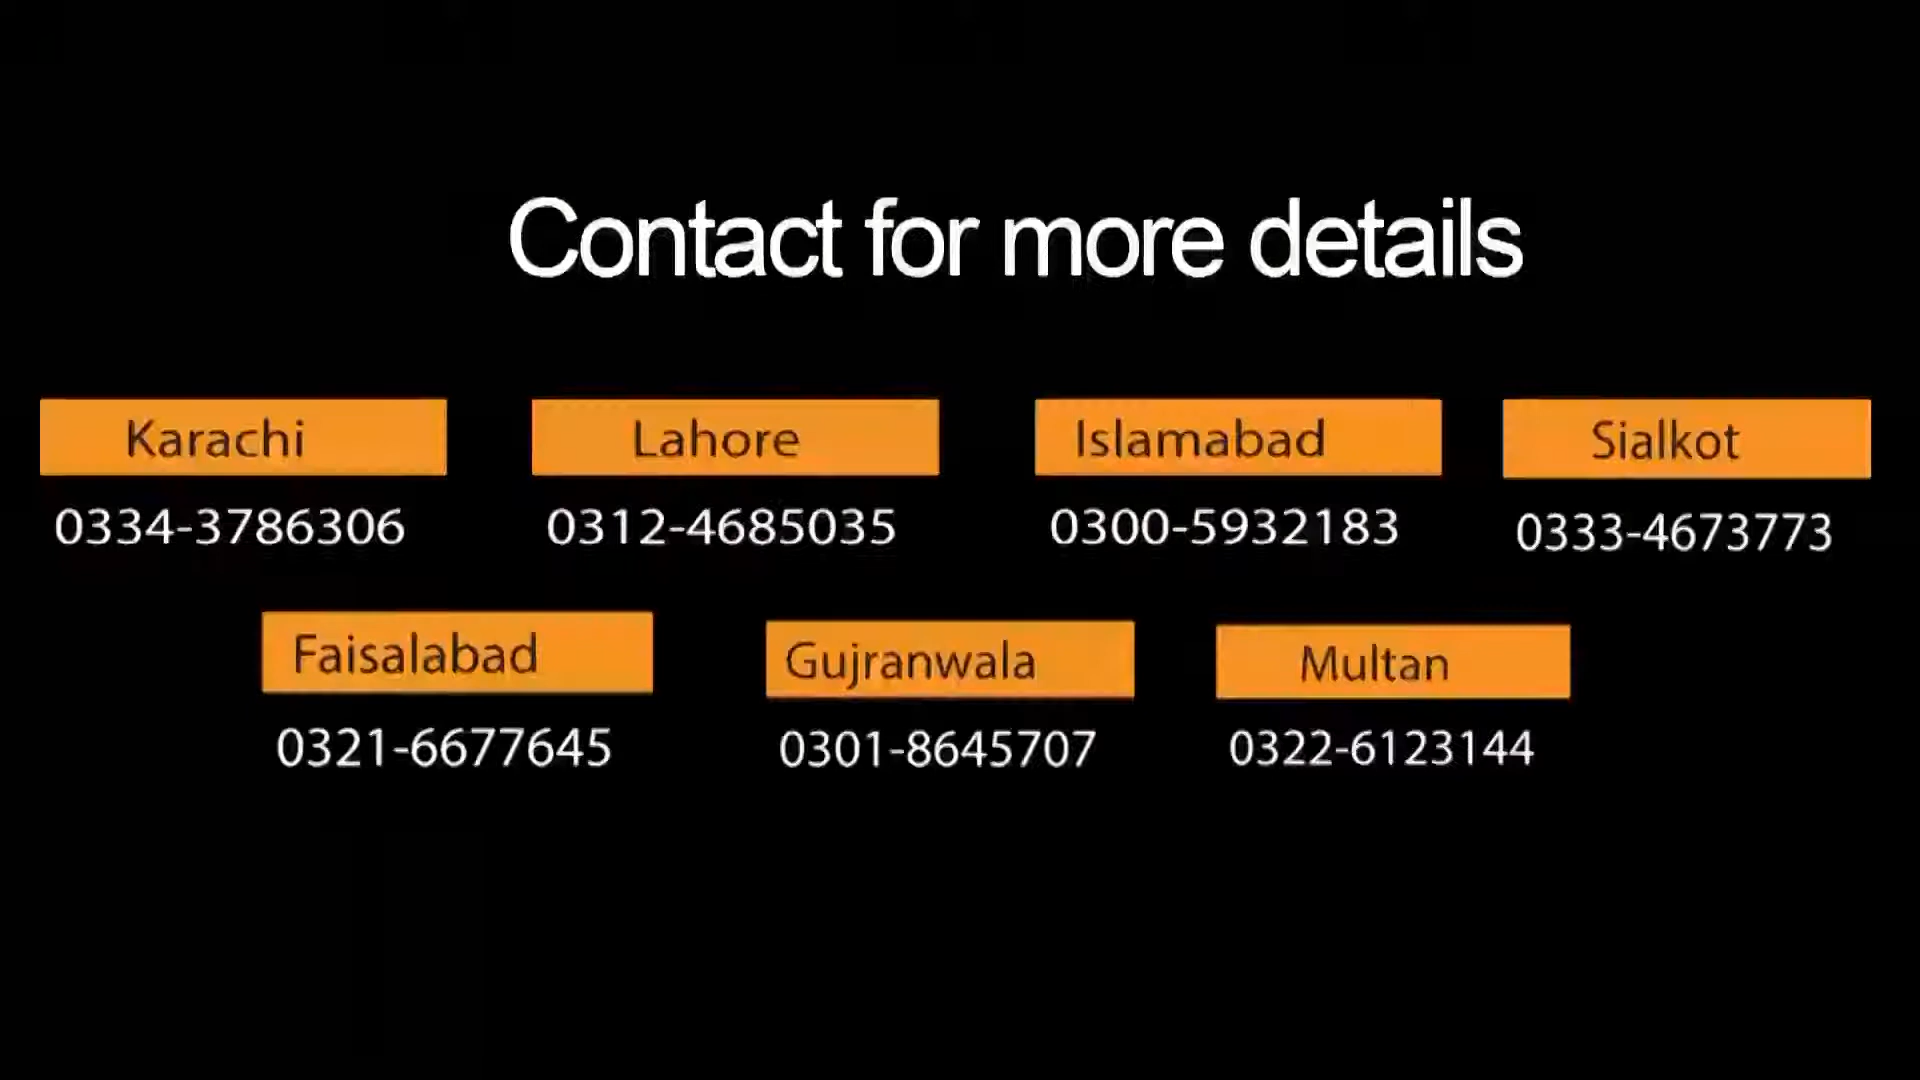 Contact for more details
Karachi Lahore Islamabad Sialkot
0334-3786306 0312-4685035 0300-5932183 0333-4673773
Faisalabad Gujranwala Multan
0321-6677645 0301-8645707 0322-6123144